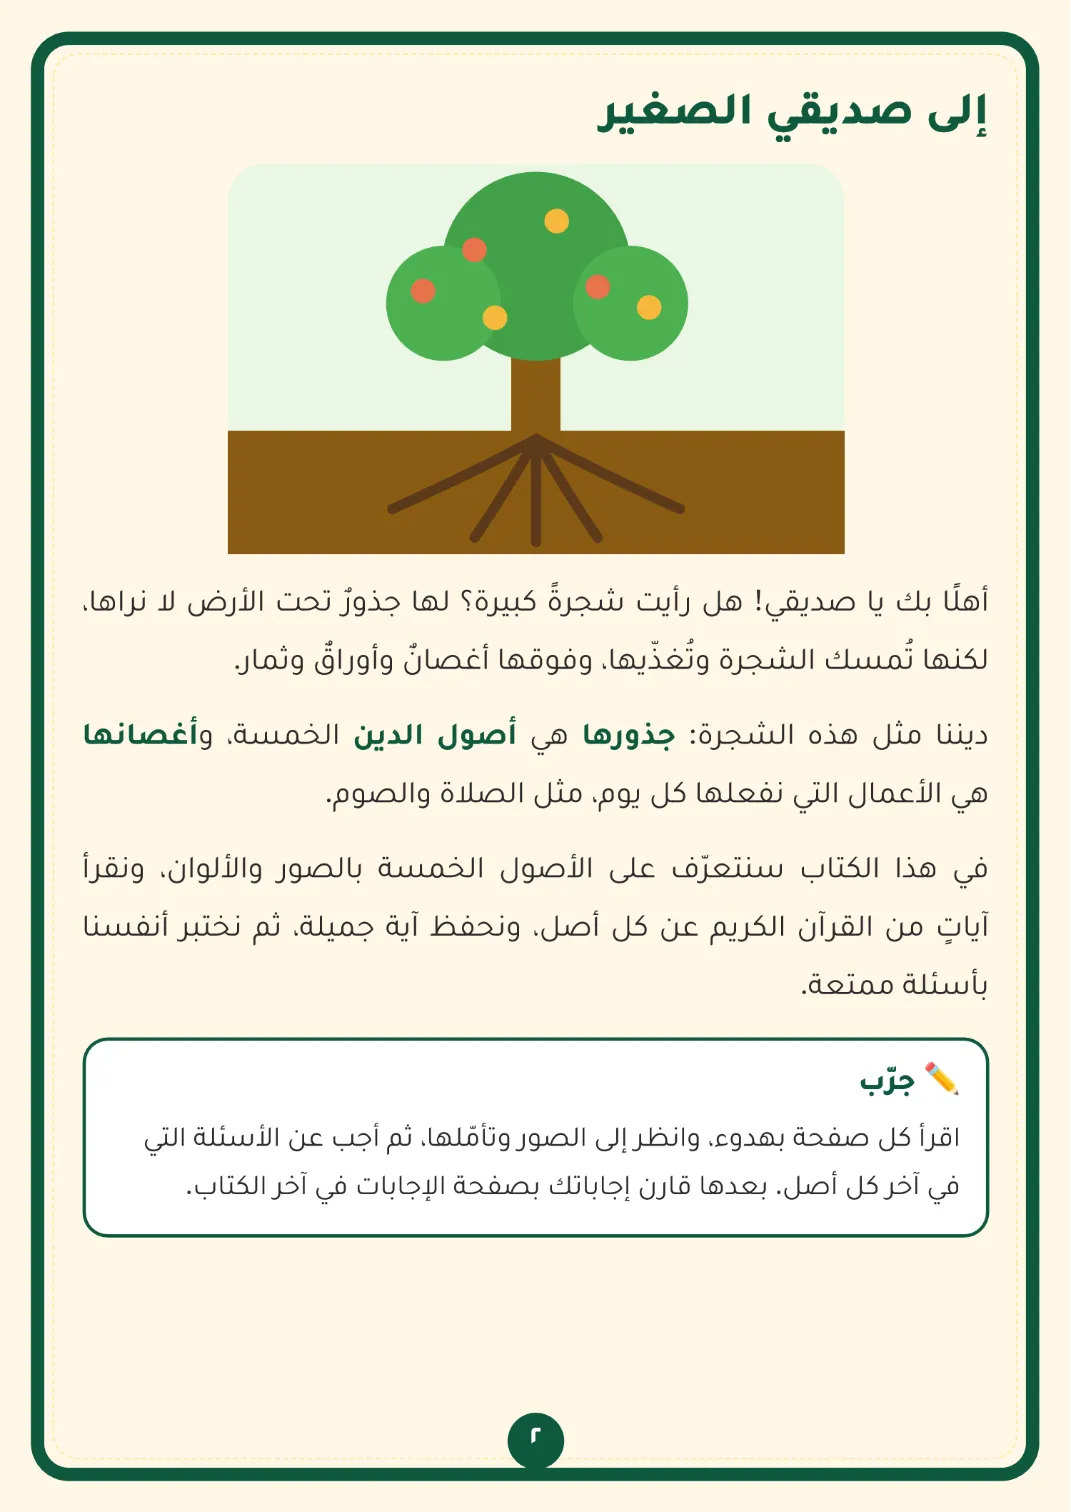 إلى صديقي الصغير
أهلًا بك يا صديقي! هل رأيت شجرةً كبيرة؟ لها جذورٌ تحت الأرض لا نراها،
لكنها تُمسك الشجرة وتُغذّيها، وفوقها أغصانٌ وأوراقٌ وثمار.
ديننا مثل هذه الشجرة: جذورها هي أصول الدين الخمسة، وأغصانها
هي الأعمال التي نفعلها كل يوم، مثل الصلاة والصوم.
في هذا الكتاب سنتعرّف على الأصول الخمسة بالصور والألوان، ونقرأ
آياتٍ من القرآن الكريم عن كل أصل، ونحفظ آية جميلة، ثم نختبر أنفسنا
بأسئلة ممتعة.
✏️ جرّب
اقرأ كل صفحة بهدوء، وانظر إلى الصور وتأمّلها، ثم أجب عن الأسئلة التي
في آخر كل أصل. بعدها قارن إجاباتك بصفحة الإجابات في آخر الكتاب.
٢